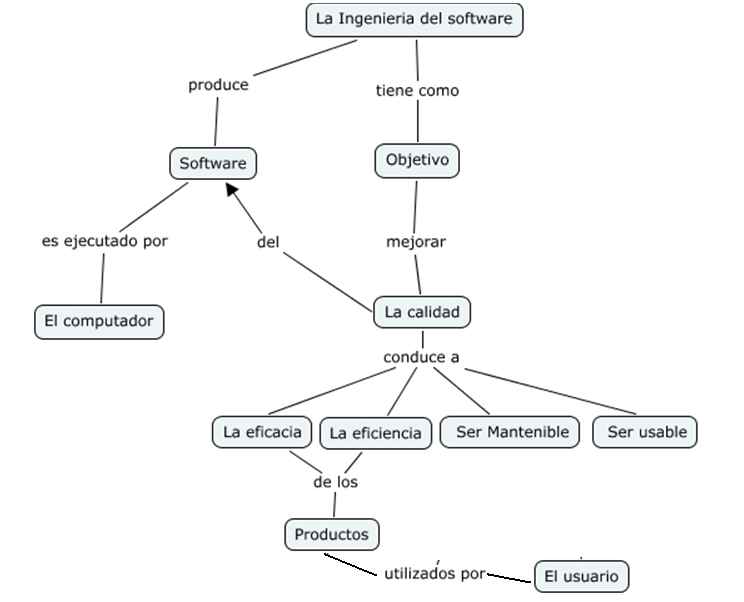 La Ingenieria del software
produce
tiene como
Software
Objetivo
es ejecutado por
del
mejorar
El computador
La calidad
conduce a
La eficacia
La eficiencia
Ser Mantenible
Ser usable
de los
Productos
utilizados por
El usuario